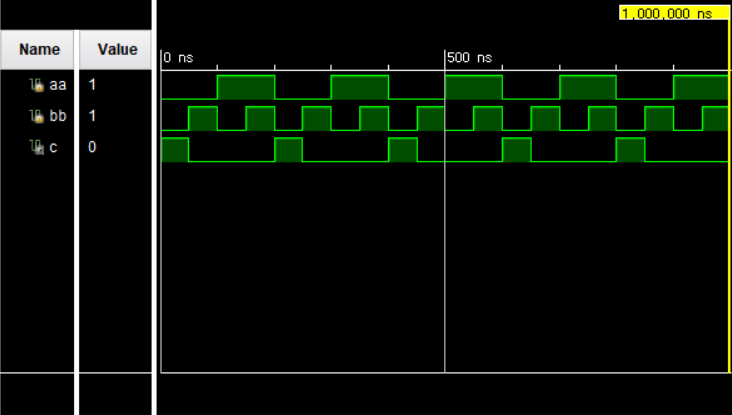 1,000,000 ns
Name Value
0 ns 500 ns
aa 1
bb 1
c 0